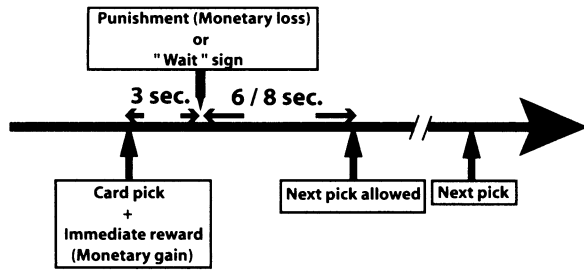 Punishment (Monetary loss)
or
" Wait " sign
3 sec.
6 / 8 sec.
Card pick
+
Immediate reward
(Monetary gain)
Next pick allowed
Next pick